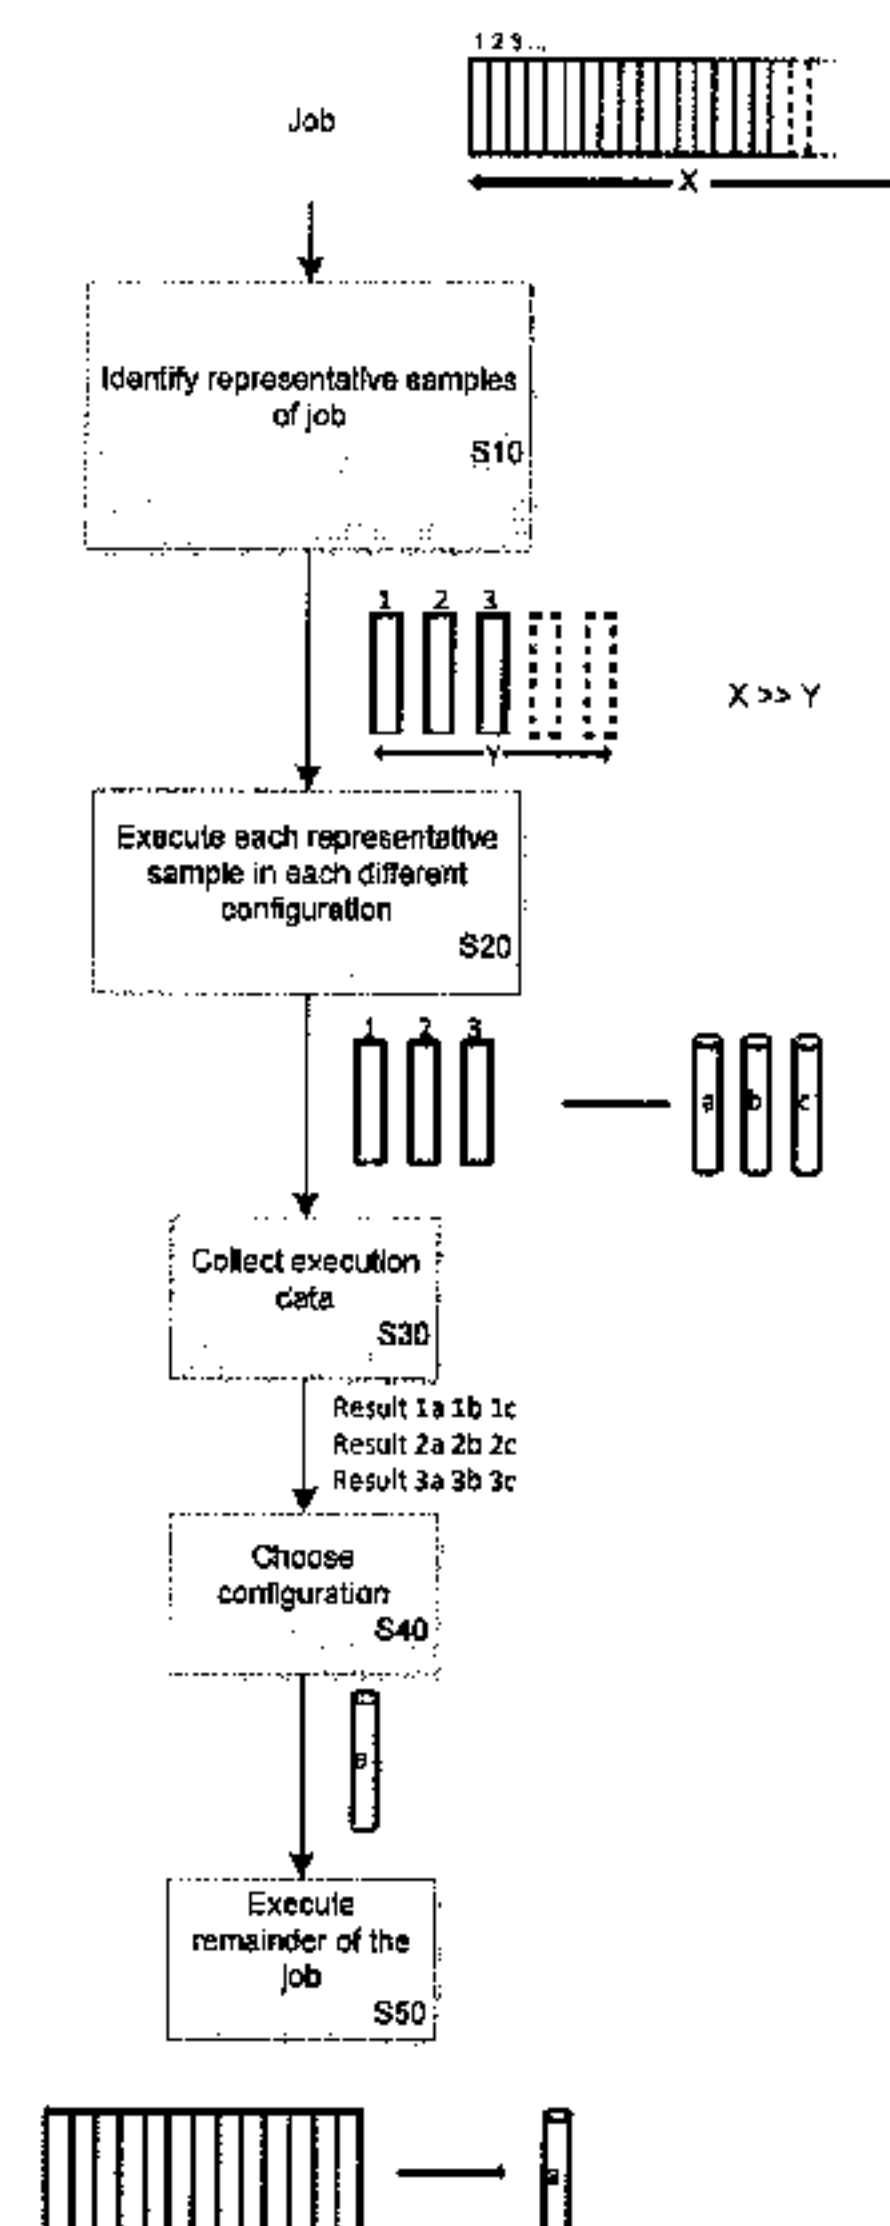 1 2 3 ...
Job
X
Identify representative samples
of job
S10
1 2 3
X >> Y
Y
Execute each representative
sample in each different
configuration
S20
1 2 3
a b c
Collect execution
data
S30
Result 1a 1b 1c
Result 2a 2b 2c
Result 3a 3b 3c
Choose
configuration
S40
Execute
remainder of the
job
S50